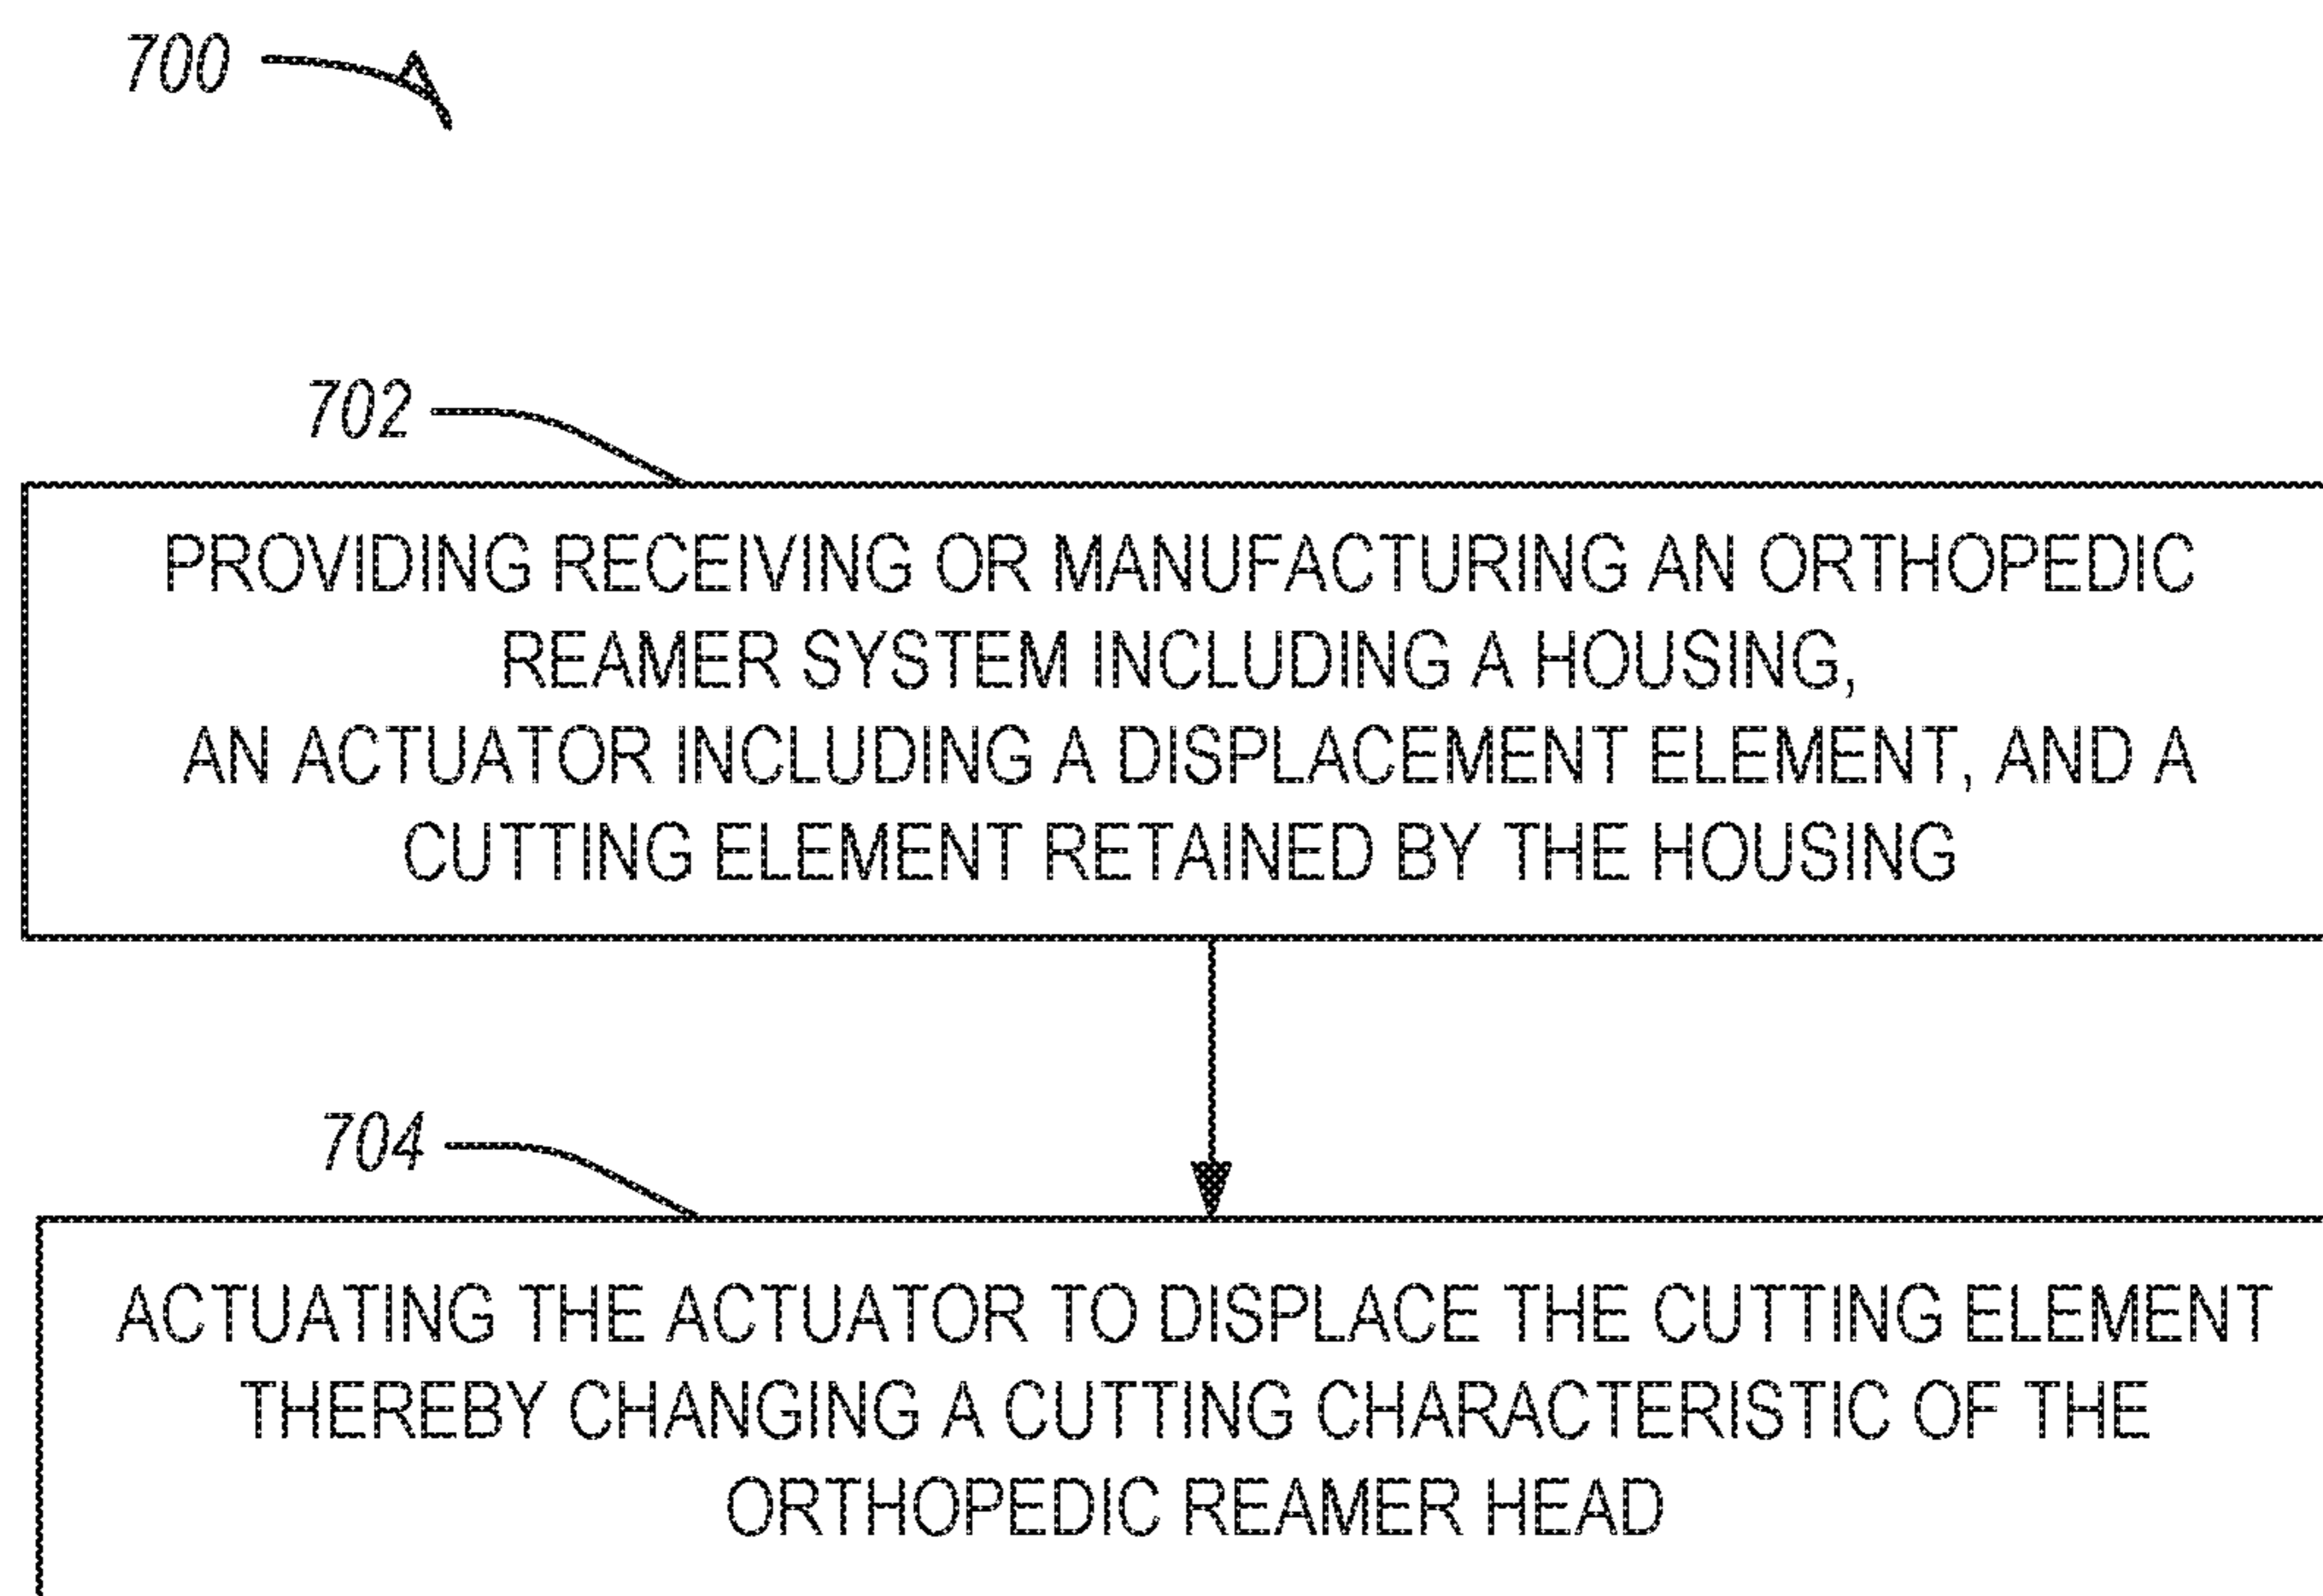 700
702
PROVIDING RECEIVING OR MANUFACTURING AN ORTHOPEDIC
REAMER SYSTEM INCLUDING A HOUSING,
AN ACTUATOR INCLUDING A DISPLACEMENT ELEMENT, AND A
CUTTING ELEMENT RETAINED BY THE HOUSING
704
ACTUATING THE ACTUATOR TO DISPLACE THE CUTTING ELEMENT
THEREBY CHANGING A CUTTING CHARACTERISTIC OF THE
ORTHOPEDIC REAMER HEAD